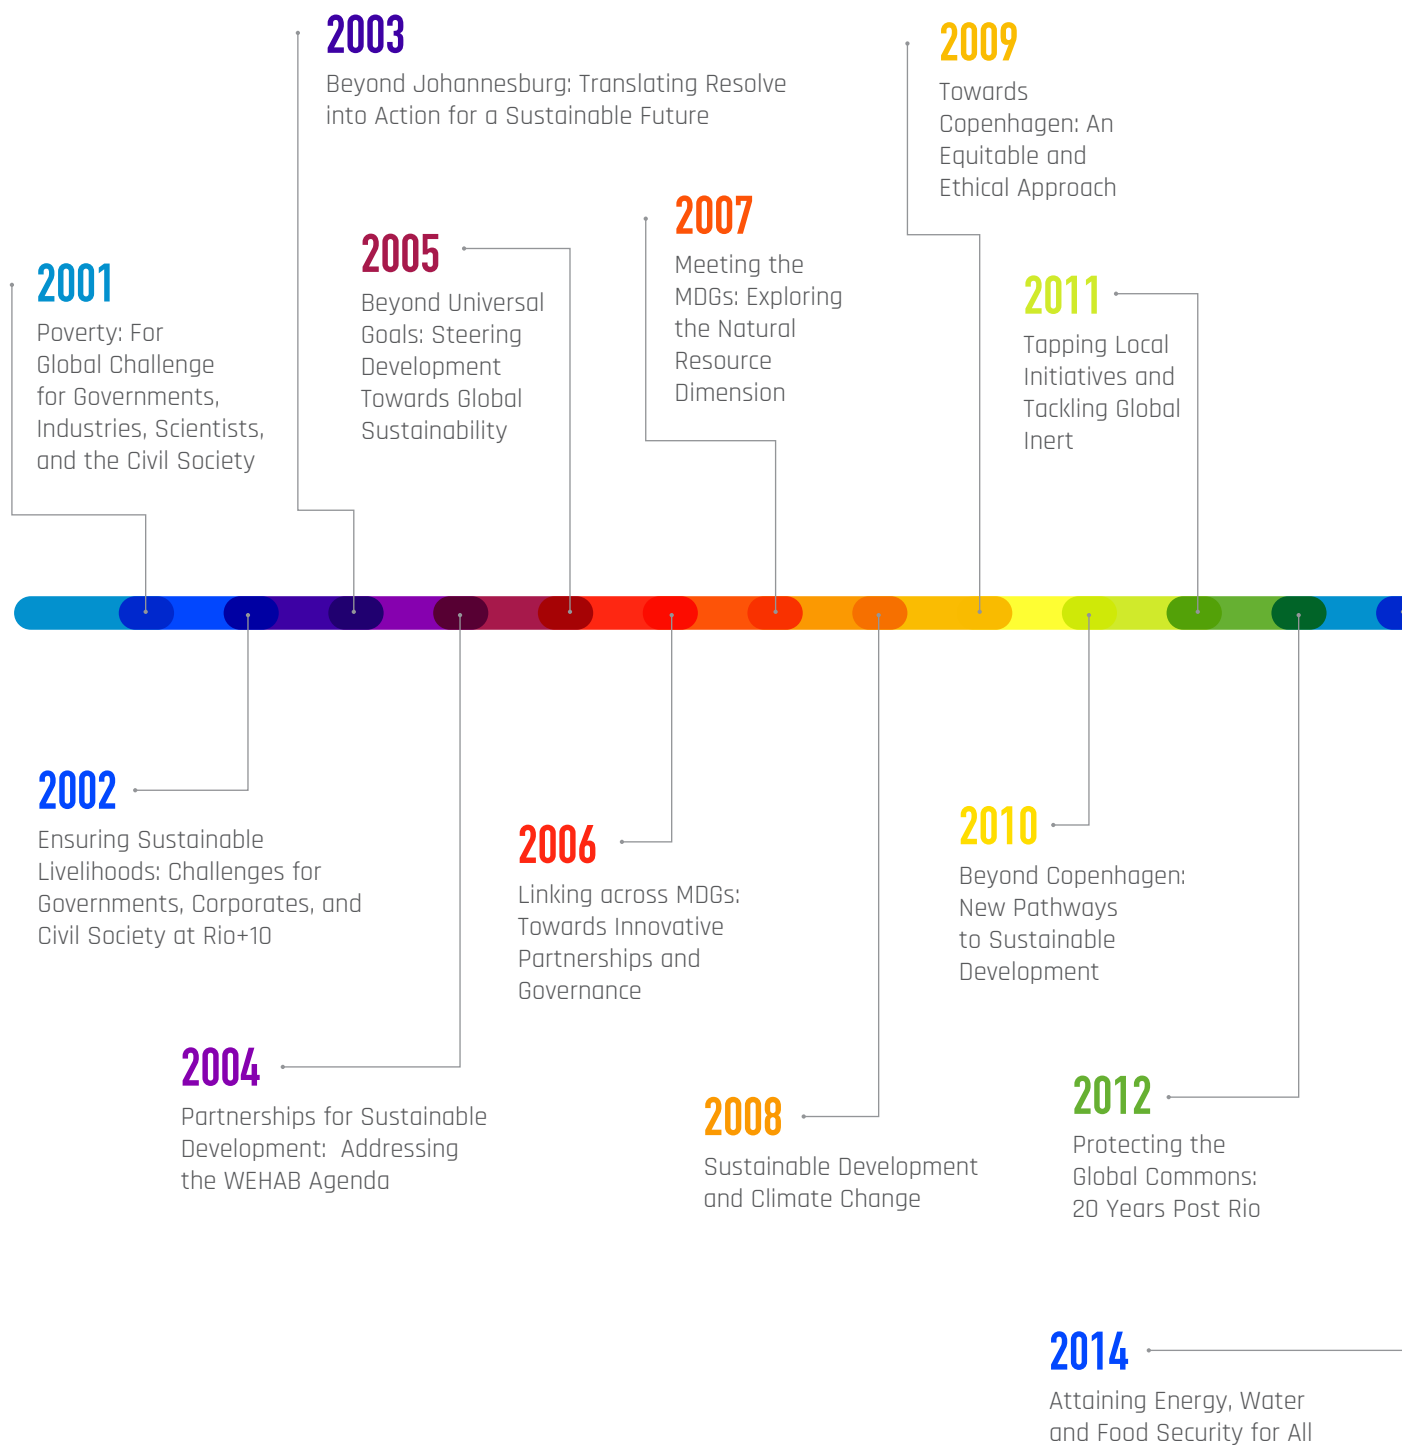 2001
Poverty: For
Global Challenge
for Governments,
Industries, Scientists,
and the Civil Society
2002
Ensuring Sustainable
Livelihoods: Challenges for
Governments, Corporates, and
Civil Society at Rio+10
2003
Beyond Johannesburg: Translating Resolve
into Action for a Sustainable Future
2004
Partnerships for Sustainable
Development: Addressing
the WEHAB Agenda
2005
Beyond Universal
Goals: Steering
Development
Towards Global
Sustainability
2006
Linking across MDGs:
Towards Innovative
Partnerships and
Governance
2007
Meeting the
MDGs: Exploring
the Natural
Resource
Dimension
2008
Sustainable Development
and Climate Change
2009
Towards
Copenhagen: An
Equitable and
Ethical Approach
2010
Beyond Copenhagen:
New Pathways
to Sustainable
Development
2011
Tapping Local
Initiatives and
Tackling Global
Inert
2012
Protecting the
Global Commons:
20 Years Post Rio
2014
Attaining Energy, Water
and Food Security for All